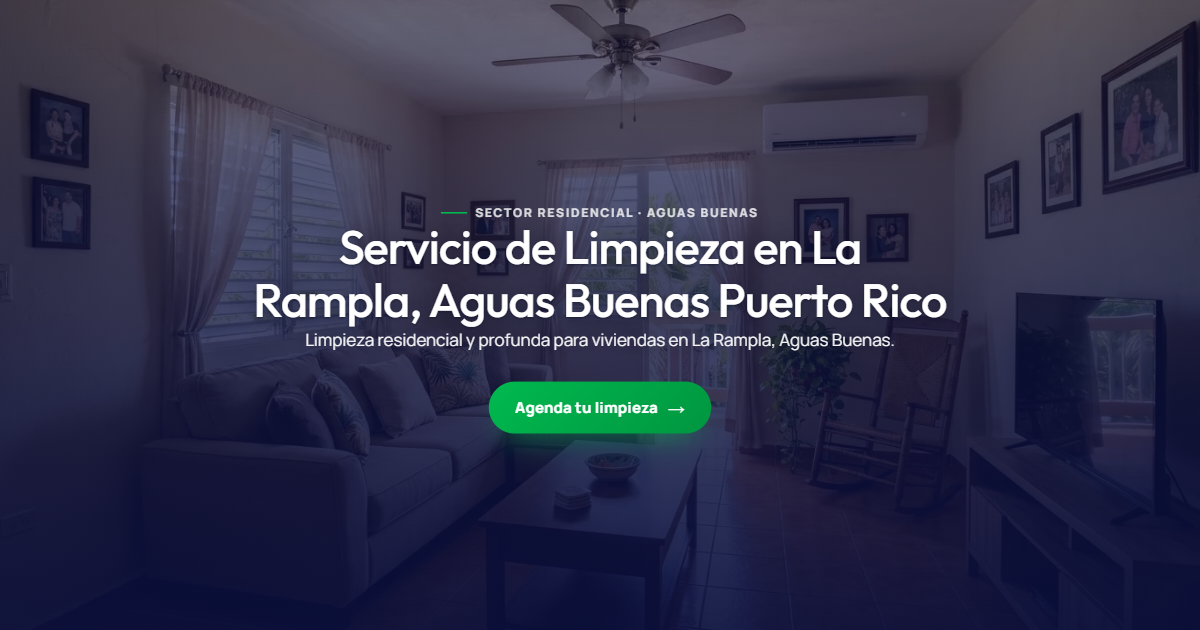 SECTOR RESIDENCIAL · AGUAS BUENAS
Servicio de Limpieza en La
Rampla, Aguas Buenas Puerto Rico
Limpieza residencial y profunda para viviendas en La Rampla, Aguas Buenas.
Agenda tu limpieza →